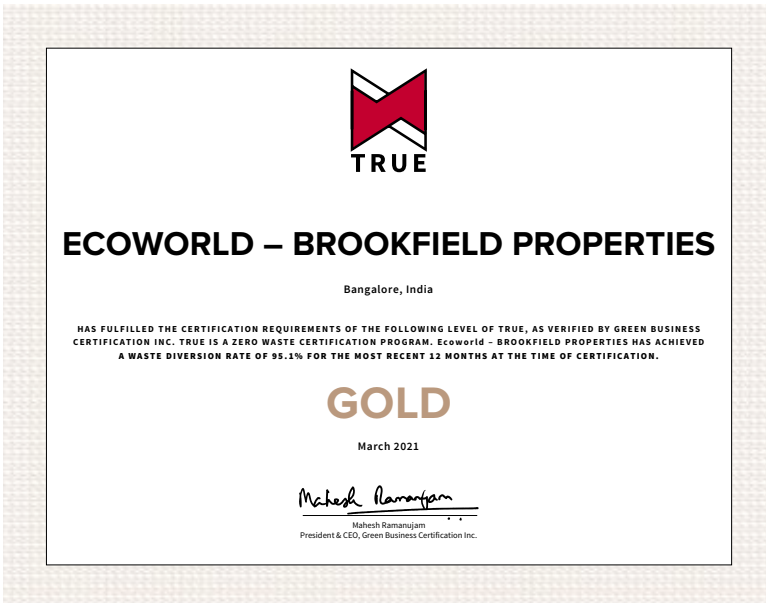 TRUE
ECOWORLD – BROOKFIELD PROPERTIES
Bangalore, India
HAS FULFILLED THE CERTIFICATION REQUIREMENTS OF THE FOLLOWING LEVEL OF TRUE, AS VERIFIED BY GREEN BUSINESS
CERTIFICATION INC. TRUE IS A ZERO WASTE CERTIFICATION PROGRAM. Ecoworld – BROOKFIELD PROPERTIES HAS ACHIEVED
A WASTE DIVERSION RATE OF 95.1% FOR THE MOST RECENT 12 MONTHS AT THE TIME OF CERTIFICATION.
GOLD
March 2021
Mahesh Ramanujam
Mahesh Ramanujam
President & CEO, Green Business Certification Inc.